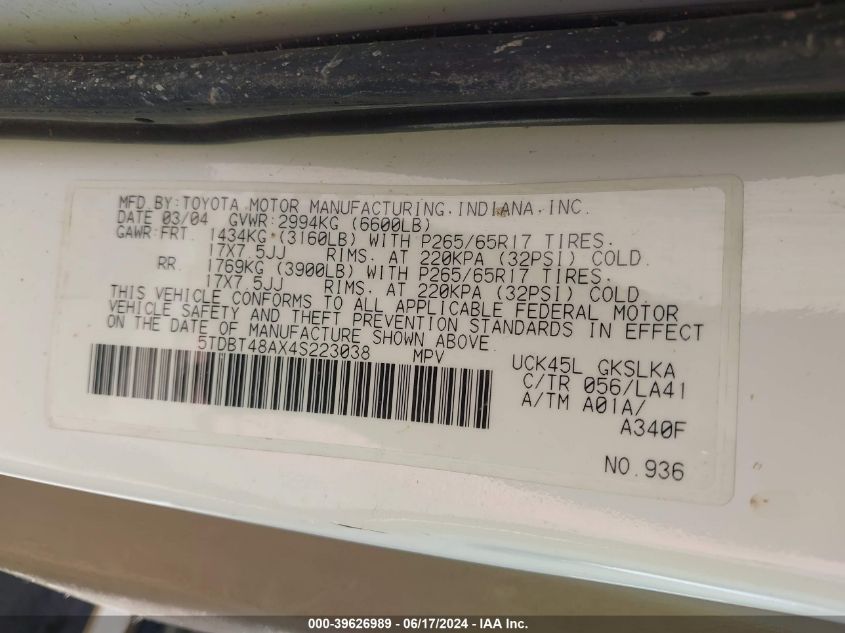 MFD.BY:TOYOTA MOTOR MANUFACTURING.INDIANA.INC.
DATE 03/04 GVWR:2994KG (6600LB)
GAWR:FRT 1434KG (3160LB) WITH P265/65R17 TIRES.
17X7.5JJ RIMS. AT 220KPA (32PSI) COLD.
RR. 1769KG (3900LB) WITH P265/65R17 TIRES.
17X7.5JJ RIMS. AT 220KPA (32PSI) COLD
THIS VEHICLE CONFORMS TO ALL APPLICABLE FEDERAL MOTOR
VEHICLE SAFETY AND THEFT PREVENTION STANDARDS IN EFFECT
ON THE DATE OF MANUFACTURE SHOWN ABOVE.
5TDBT48AX4S223038 MPV
UCK45L GKSLKA
C/TR 056/LA41
A/TM A01A/
A340F
NO.936
000-39626989 - 06/17/2024 - IAA Inc.